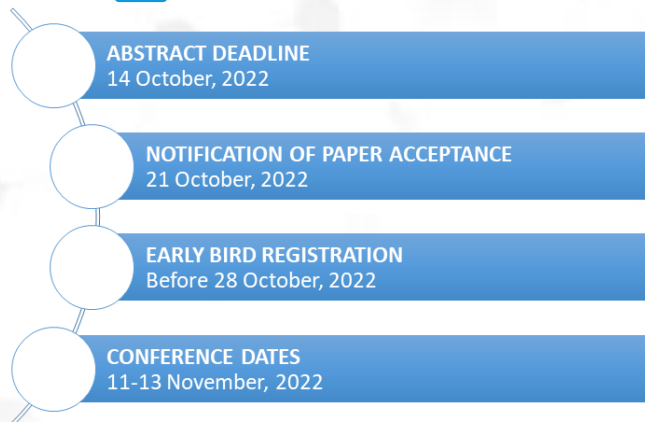 ABSTRACT DEADLINE
14 October, 2022
NOTIFICATION OF PAPER ACCEPTANCE
21 October, 2022
EARLY BIRD REGISTRATION
Before 28 October, 2022
CONFERENCE DATES
11-13 November, 2022